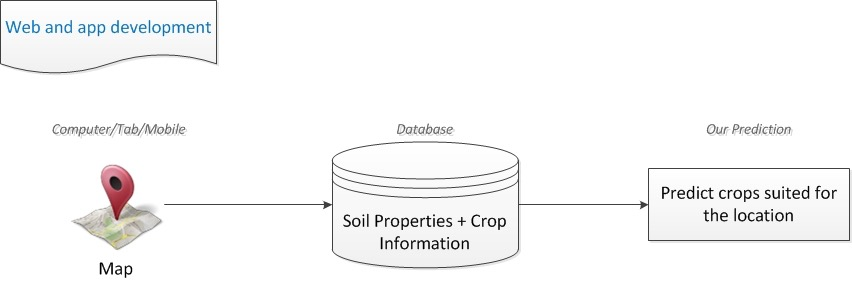 Web and app development
Computer/Tab/Mobile
Database
Our Prediction
Map
Soil Properties + Crop
Information
Predict crops suited for
the location